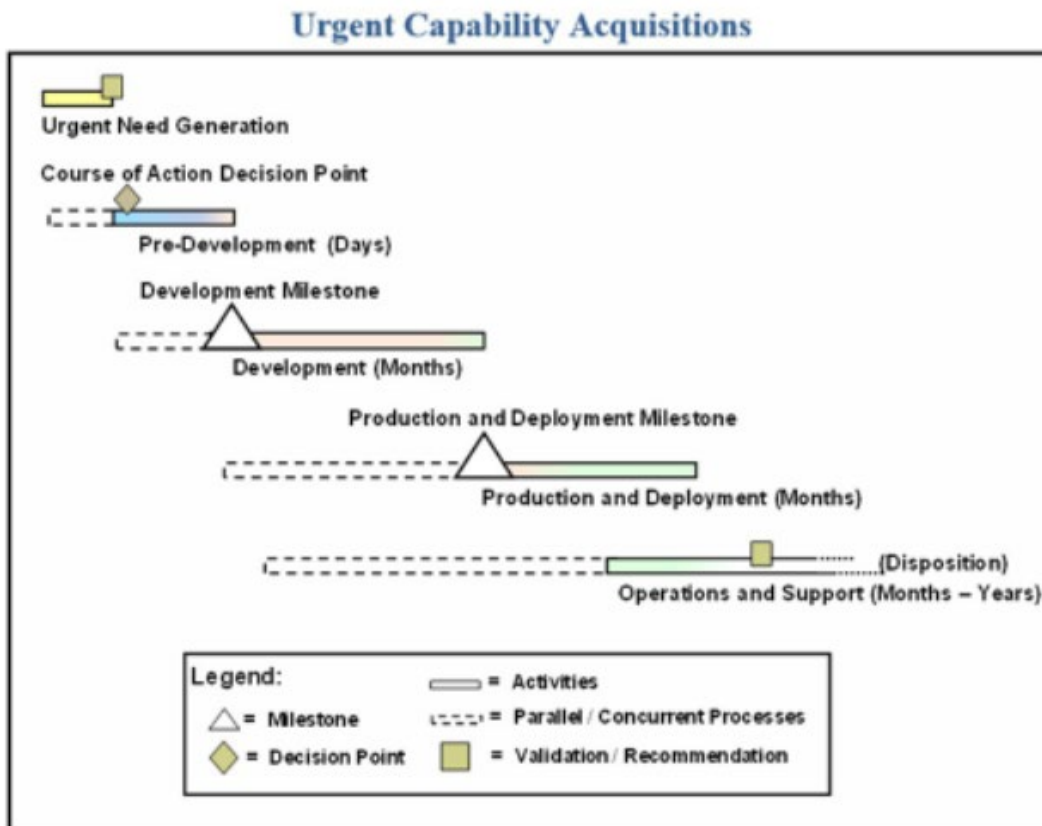 Urgent Capability Acquisitions
Urgent Need Generation
Course of Action Decision Point
Pre-Development (Days)
Development Milestone
Development (Months)
Production and Deployment Milestone
Production and Deployment (Months)
(Disposition)
Operations and Support (Months – Years)
Legend:
= Activities
= Milestone
= Parallel / Concurrent Processes
= Decision Point
= Validation / Recommendation